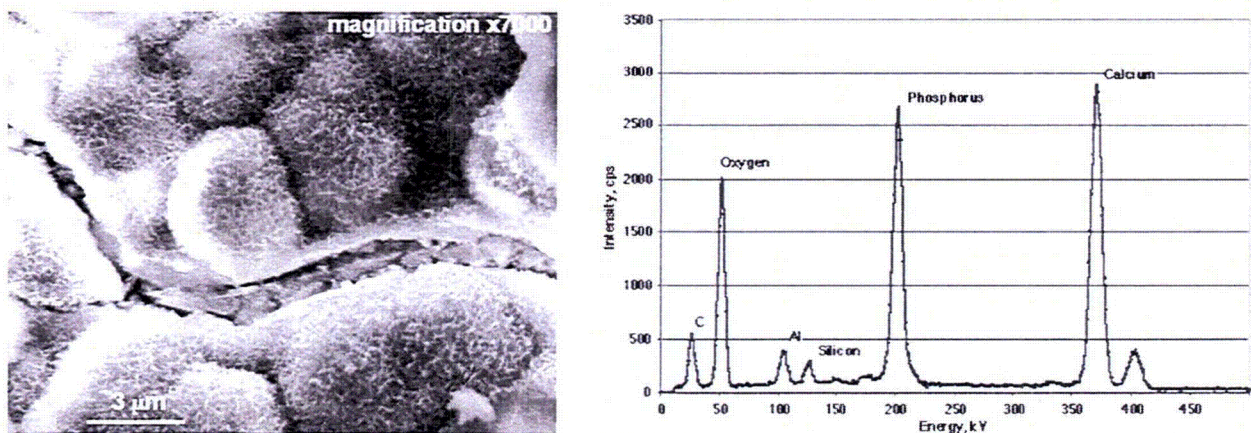 magnification x7000
3 µm
3500
3000
2500
2000
1500
1000
500
0
Intensity, cps
C
Oxygen
Al
Silicon
Phosphorus
Calcium
0
50
100
150
200
250
300
350
400
450
Energy, kV